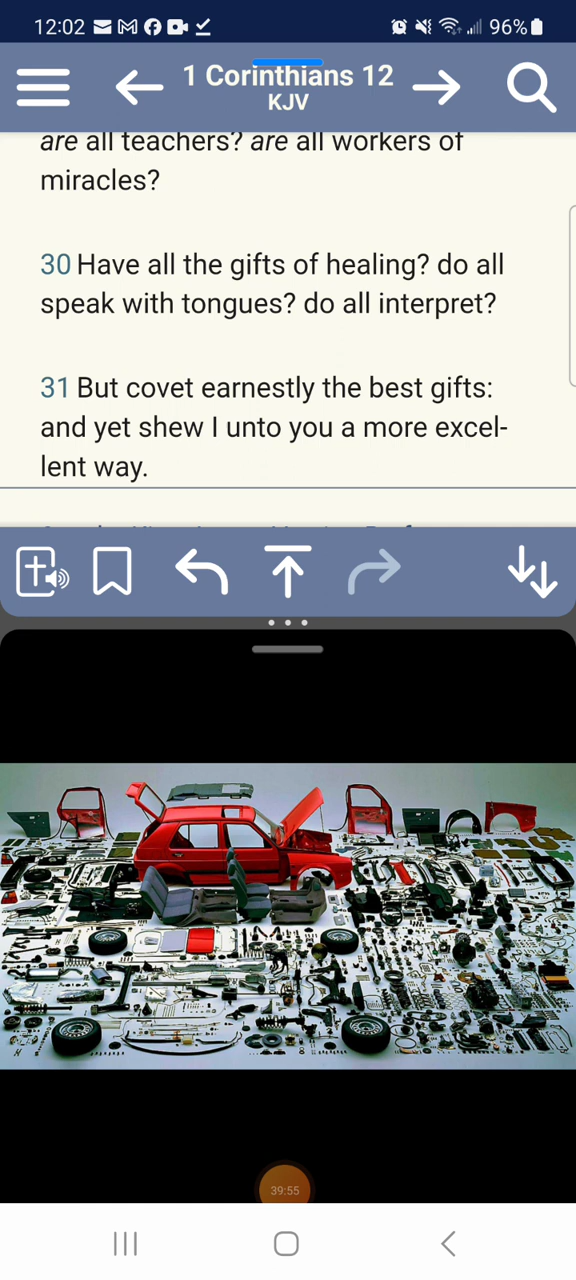 12:02
96%
1 Corinthians 12
KJV
are all teachers? are all workers of
miracles?
30 Have all the gifts of healing? do all
speak with tongues? do all interpret?
31 But covet earnestly the best gifts:
and yet shew I unto you a more excel-
lent way.
39:55